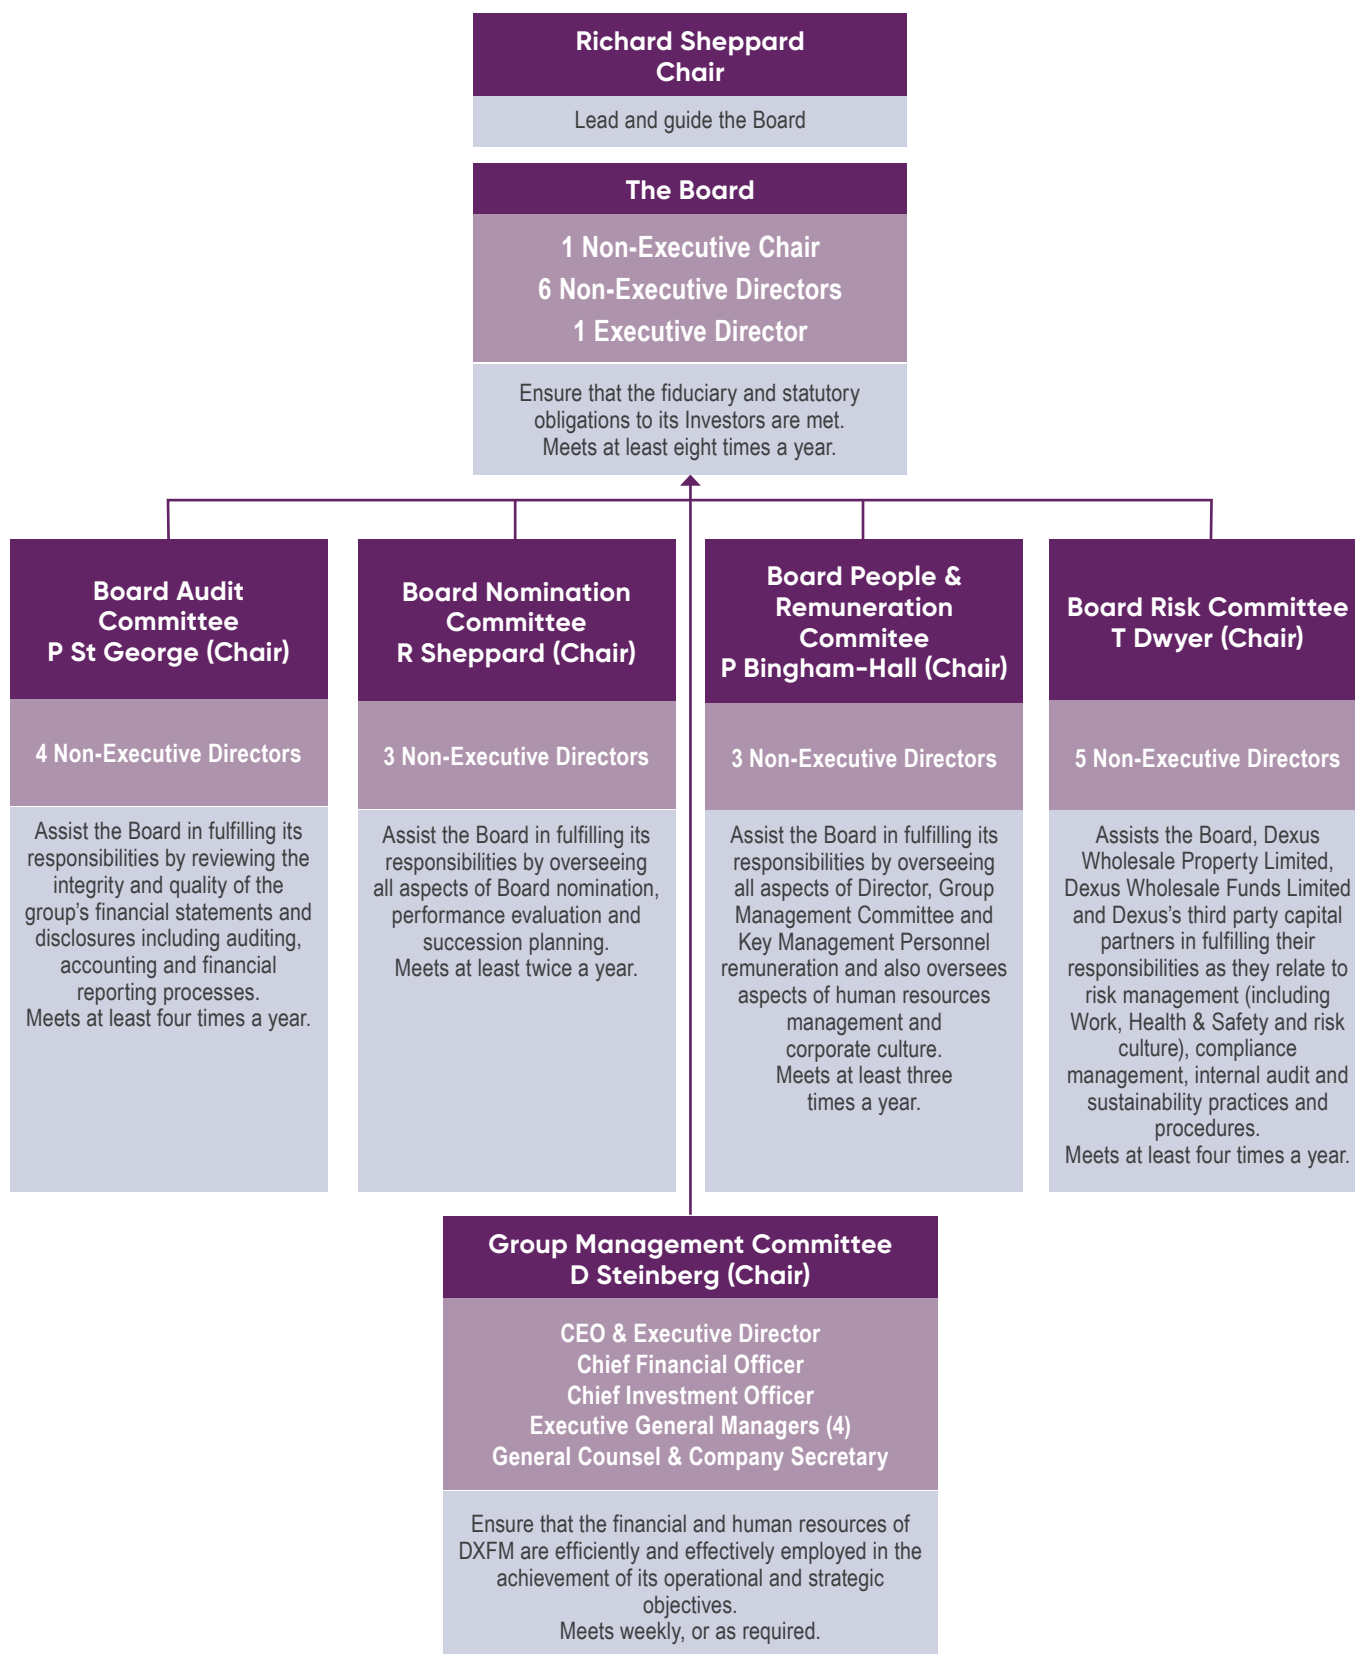 Richard Sheppard
Chair
Lead and guide the Board
The Board
1 Non-Executive Chair
6 Non-Executive Directors
1 Executive Director
Ensure that the fiduciary and statutory
obligations to its Investors are met.
Meets at least eight times a year.
Board Audit
Committee
P St George (Chair)
4 Non-Executive Directors
Assist the Board in fulfilling its
responsibilities by reviewing the
integrity and quality of the
group's financial statements and
disclosures including auditing,
accounting and financial
reporting processes.
Meets at least four times a year.
Board Nomination
Committee
R Sheppard (Chair)
3 Non-Executive Directors
Assist the Board in fulfilling its
responsibilities by overseeing
all aspects of Board nomination,
performance evaluation and
succession planning.
Meets at least twice a year.
Board People &
Remuneration
Commitee
P Bingham-Hall (Chair)
3 Non-Executive Directors
Assist the Board in fulfilling its
responsibilities by overseeing
all aspects of Director, Group
Management Committee and
Key Management Personnel
remuneration and also oversees
aspects of human resources
management and
corporate culture.
Meets at least three
times a year.
Board Risk Committee
T Dwyer (Chair)
5 Non-Executive Directors
Assists the Board, Dexus
Wholesale Property Limited,
Dexus Wholesale Funds Limited
and Dexus's third party capital
partners in fulfilling their
responsibilities as they relate to
risk management (including
Work, Health & Safety and risk
culture), compliance
management, internal audit and
sustainability practices and
procedures.
Meets at least four times a year.
Group Management Committee
D Steinberg (Chair)
CEO & Executive Director
Chief Financial Officer
Chief Investment Officer
Executive General Managers (4)
General Counsel & Company Secretary
Ensure that the financial and human resources of
DXFM are efficiently and effectively employed in the
achievement of its operational and strategic
objectives.
Meets weekly, or as required.